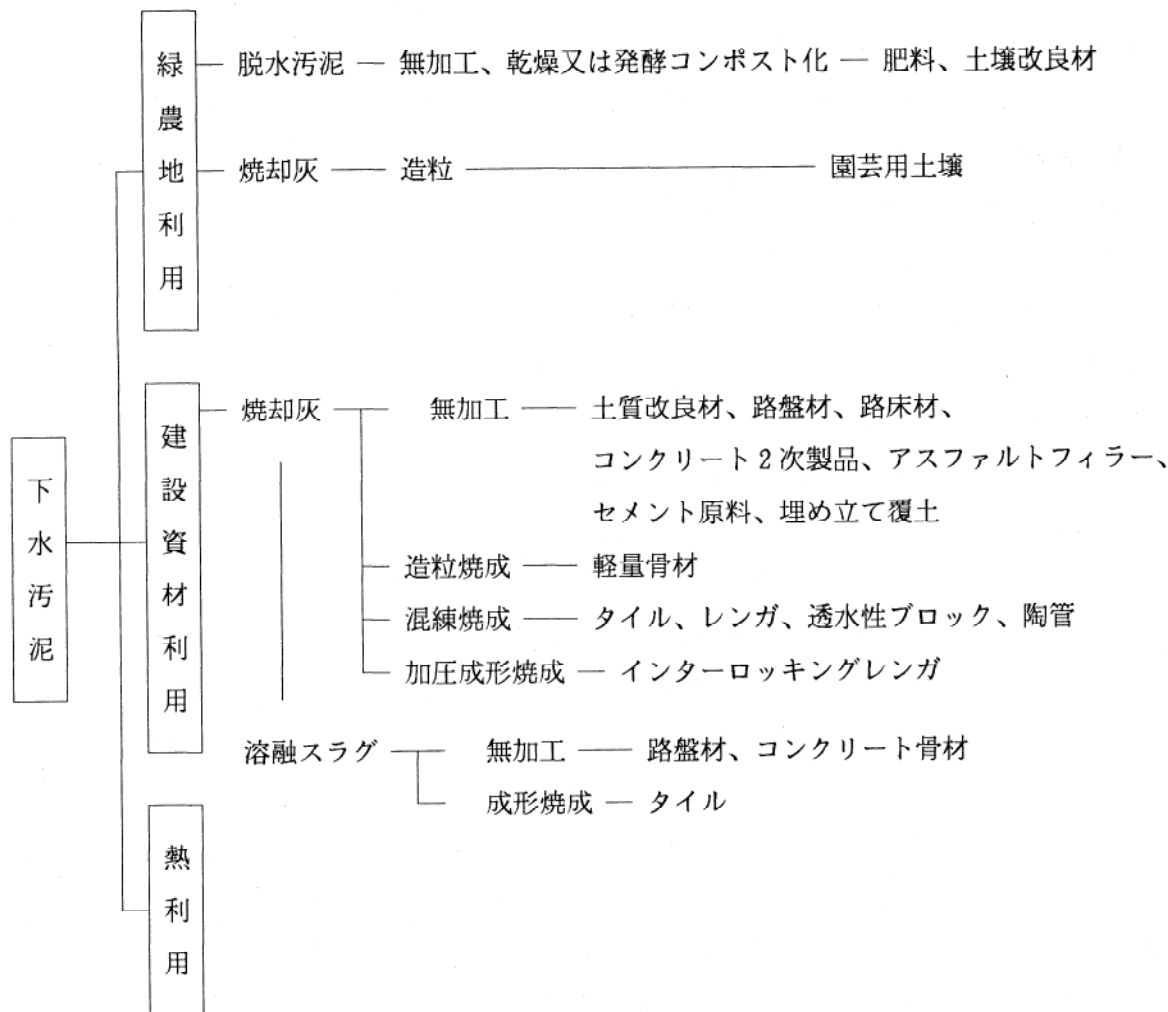 緑農地利用
脱水汚泥 ― 無加工、乾燥又は発酵コンポスト化 ― 肥料、土壌改良材
焼却灰 ― 造粒 ― 園芸用土壌
下水汚泥
建設資材利用
焼却灰 ― 無加工 ― 土質改良材、路盤材、路床材、
コンクリート2次製品、アスファルトフィラー、
セメント原料、埋め立て覆土
造粒焼成 ― 軽量骨材
混練焼成 ― タイル、レンガ、透水性ブロック、陶管
加圧成形焼成 ― インターロッキングレンガ
溶融スラグ ― 無加工 ― 路盤材、コンクリート骨材
成形焼成 ― タイル
熱利用